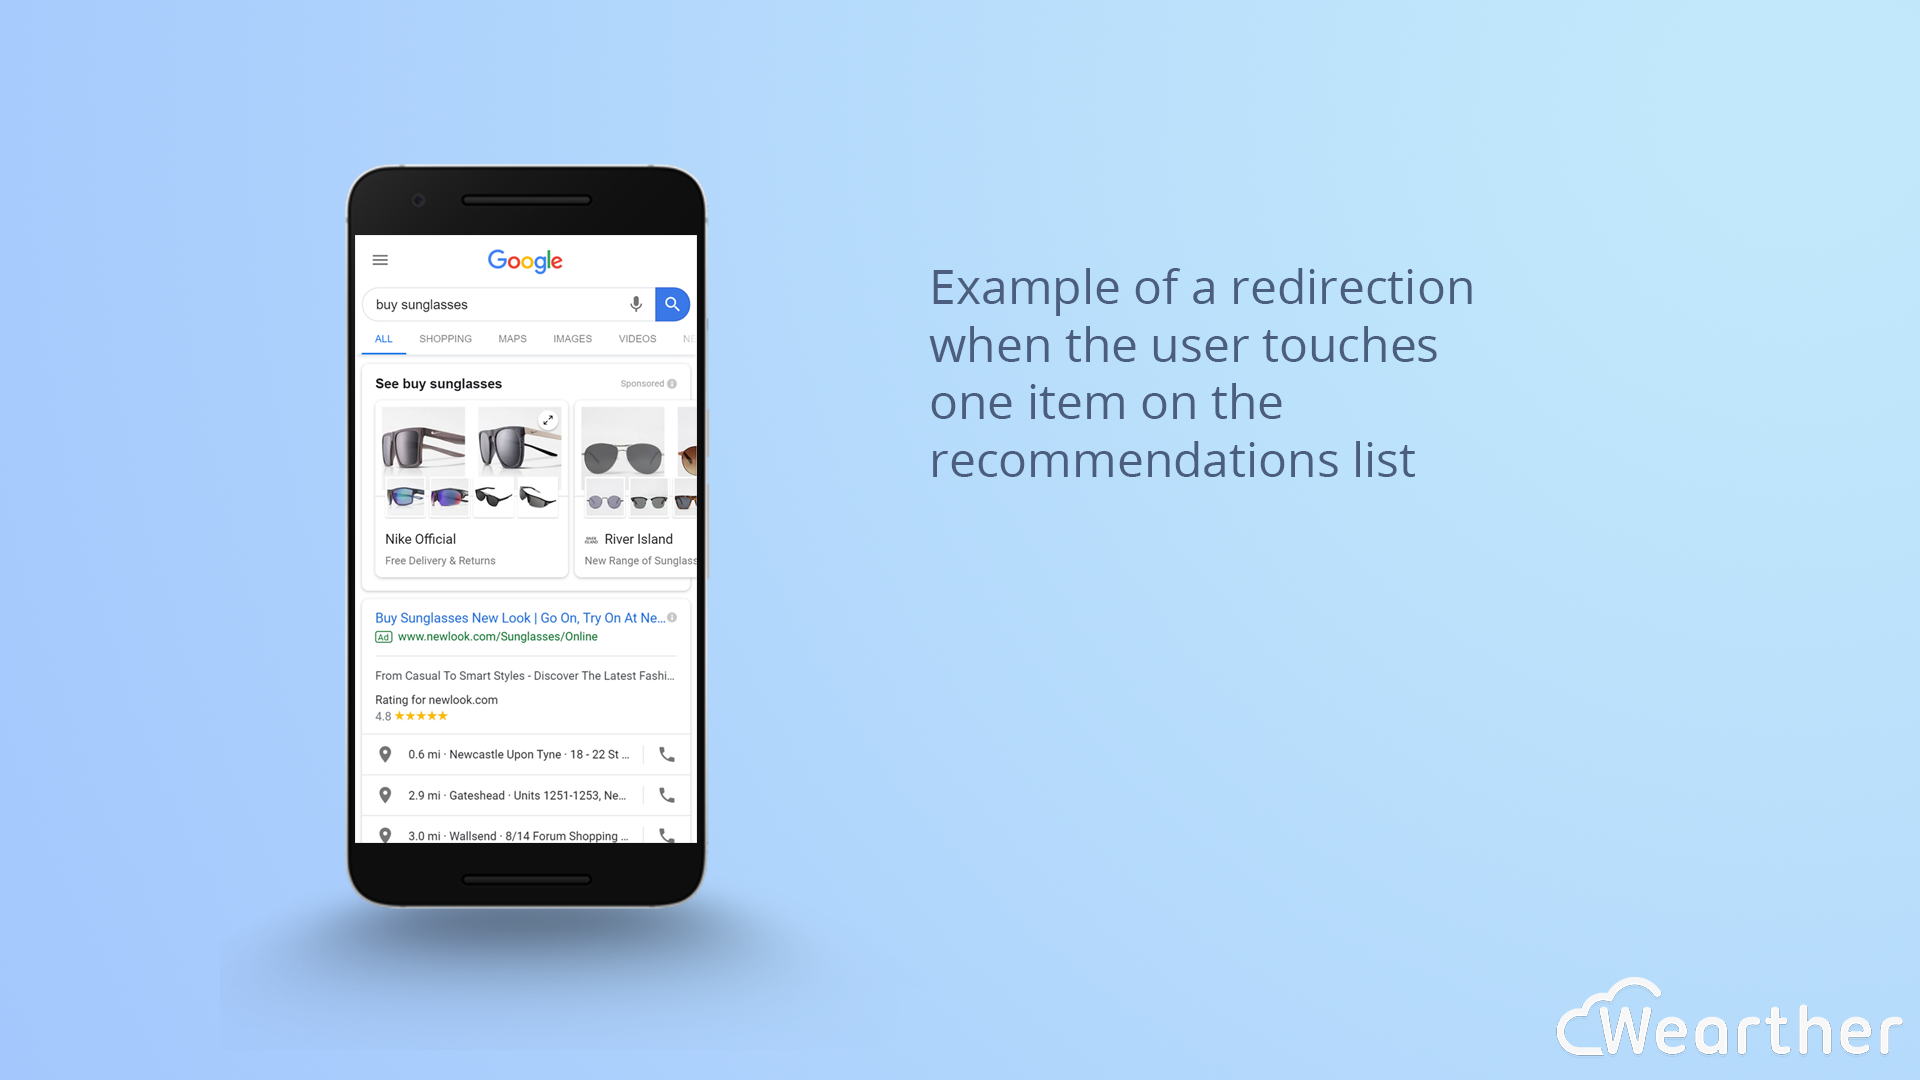 Google
buy sunglasses
ALL SHOPPING MAPS IMAGES VIDEOS NE
See buy sunglasses Sponsored
Nike Official
Free Delivery & Returns
RIVER ISLAND River Island
New Range of Sunglass
Buy Sunglasses New Look | Go On, Try On At Ne...
Ad www.newlook.com/Sunglasses/Online
From Casual To Smart Styles - Discover The Latest Fashi...
Rating for newlook.com
4.8 ★★★★★
0.6 mi · Newcastle Upon Tyne · 18 - 22 St ...
2.9 mi · Gateshead · Units 1251-1253, Ne...
3.0 mi · Wallsend · 8/14 Forum Shopping ...
Example of a redirection
when the user touches
one item on the
recommendations list
Wearther